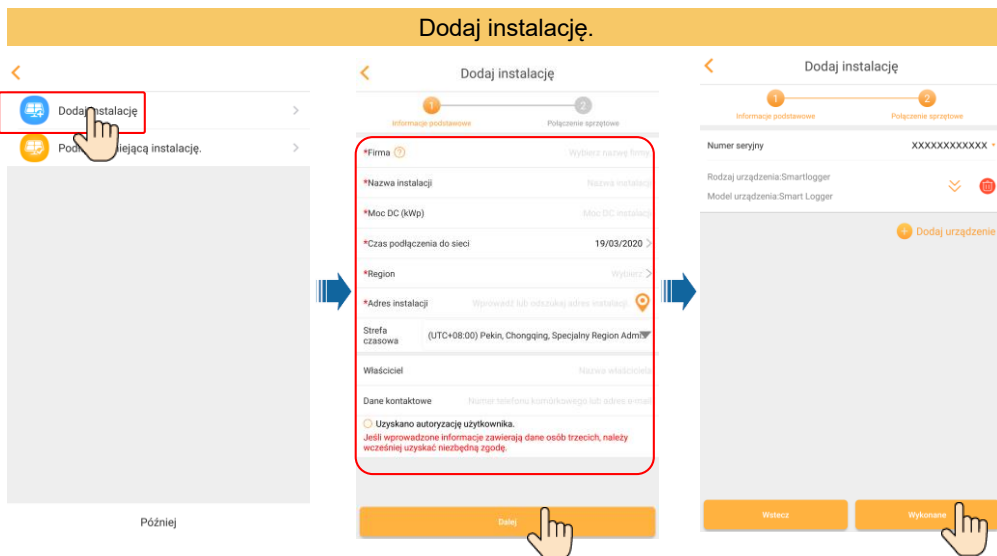 Dodaj instalację.
Dodaj instalację
Później
Dodaj instalację
1
2
Informacje podstawowe
Połączenie sprzętowe
*Firma ?
Wybierz nazwę firmy
*Nazwa instalacji
Nazwa instalacji
*Moc DC (kWp)
Moc DC instalacji
*Czas podłączenia do sieci
19/03/2020
*Region
Wybierz
*Adres instalacji
Wprowadź lub odszukaj adres instalacji
Strefa
czasowa
(UTC+08:00) Pekin, Chongqing, Specjalny Region Admi
Właściciel
Nazwa właściciela
Dane kontaktowe
Numer telefonu komórkowego lub adres e-mail
Uzyskano autoryzację użytkownika.
Jeśli wprowadzone informacje zawierają dane osób trzecich, należy
wcześniej uzyskać niezbędną zgodę.
Dalej
Dodaj instalację
1
2
Informacje podstawowe
Połączenie sprzętowe
Numer seryjny
XXXXXXXXXXXX
Rodzaj urządzenia:Smartlogger
Model urządzenia:Smart Logger
Dodaj urządzenie
Wstecz
Wykonane